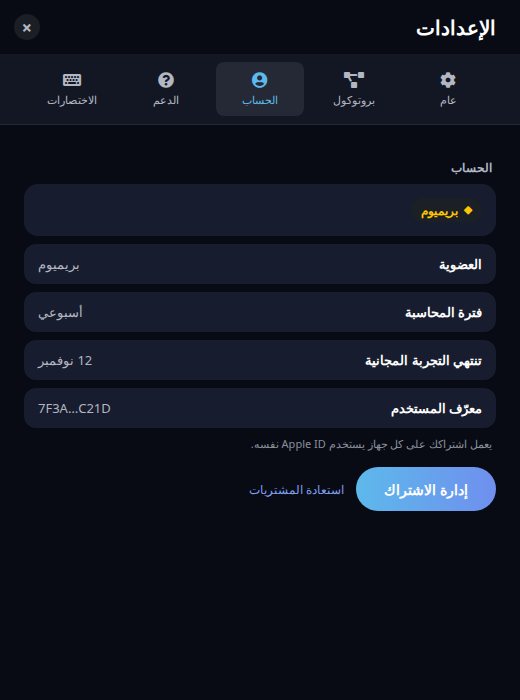 الإعدادات
عام
بروتوكول
الحساب
الدعم
الاختصارات
الحساب
بريميوم
العضوية
بريميوم
فترة المحاسبة
أسبوعي
تنتهي التجربة المجانية
12 نوفمبر
معرّف المستخدم
7F3A...C21D
يعمل اشتراكك على كل جهاز يستخدم Apple ID نفسه.
إدارة الاشتراك
استعادة المشتريات